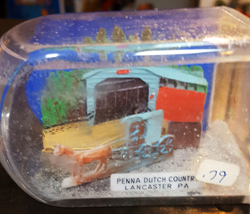 PENNA DUTCH COUNTR
LANCASTER PA
.79